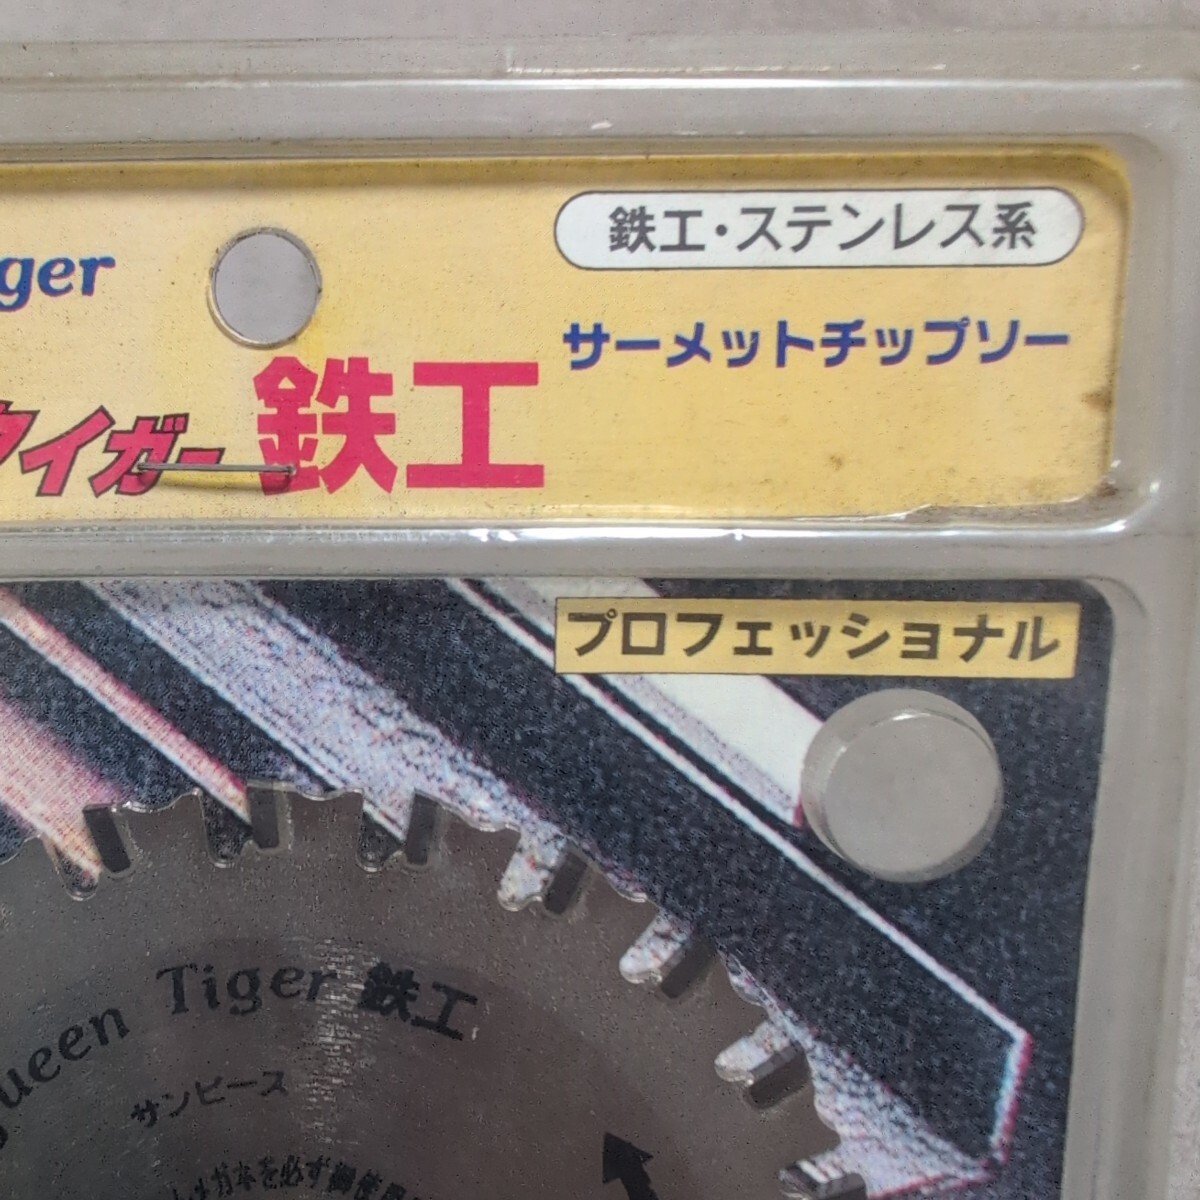 鉄工・ステンレス系
サーメットチップソー
タイガー 鉄工
プロフェッショナル
Queen Tiger 鉄工
サンピース